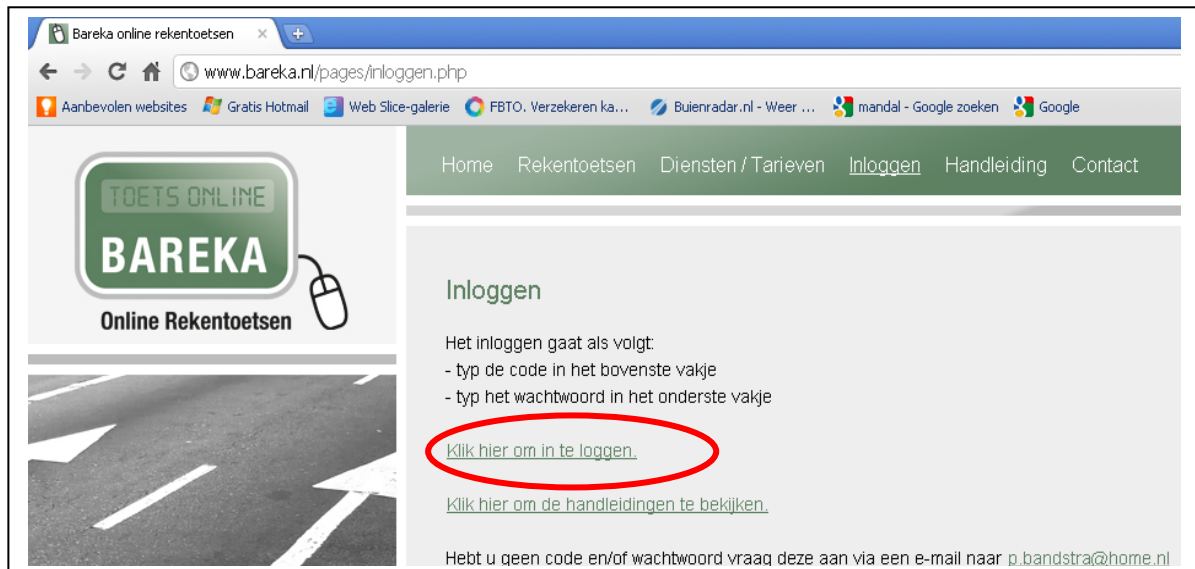 Bareka online rekentoetsen
www.bareka.nl/pages/inloggen.php
Aanbevolen websites Gratis Hotmail Web Slice-galerie FBTO. Verzekeren ka... Buienradar.nl - Weer ... mandal - Google zoeken Google
Home Rekentoetsen Diensten / Tarieven Inloggen Handleiding Contact
TOETS ONLINE
BAREKA
Online Rekentoetsen
Inloggen
Het inloggen gaat als volgt:
- typ de code in het bovenste vakje
- typ het wachtwoord in het onderste vakje
Klik hier om in te loggen.
Klik hier om de handleidingen te bekijken.
Hebt u geen code en/of wachtwoord vraag deze aan via een e-mail naar p.bandstra@home.nl